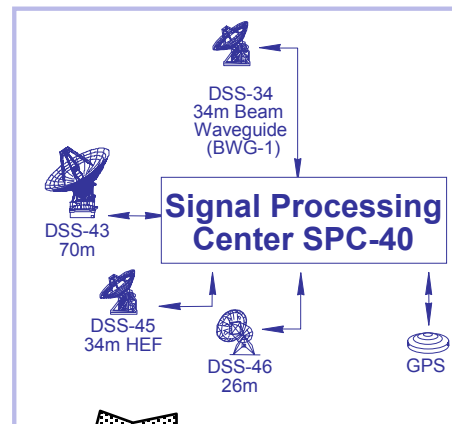 DSS-34
34m Beam
Waveguide
(BWG-1)
Signal Processing
Center SPC-40
DSS-43
70m
DSS-45
34m HEF
DSS-46
26m
GPS